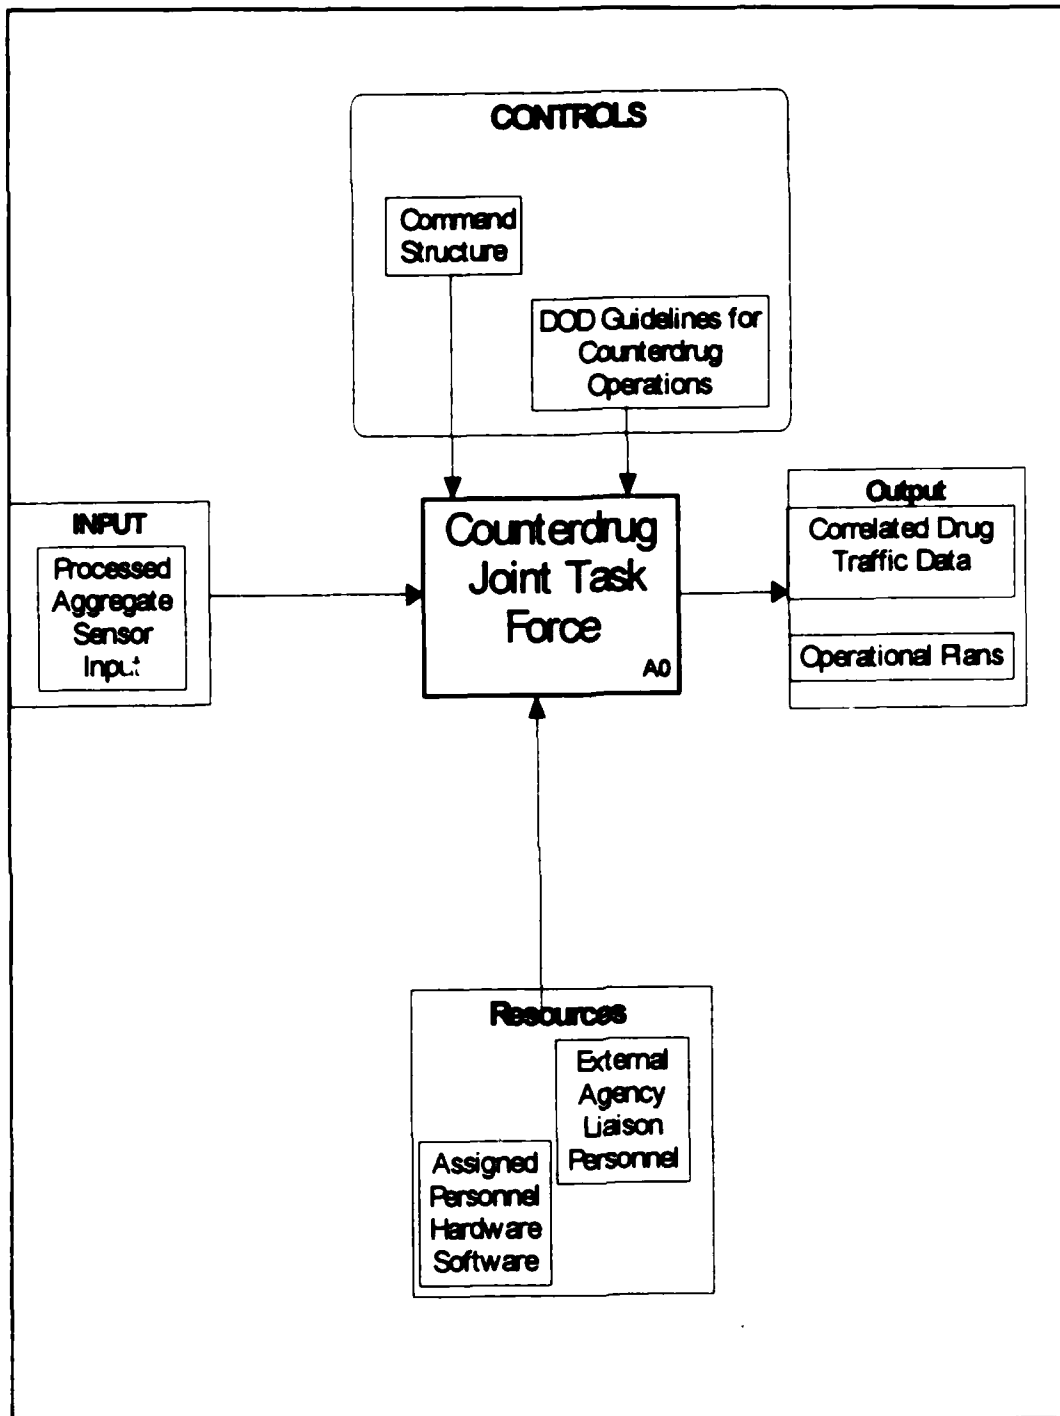 CONTROLS
Command
Structure
DOD Guidelines for
Counterdrug
Operations
INPUT
Processed
Aggregate
Sensor
Input
Counterdrug
Joint Task
Force
A0
Output
Correlated Drug
Traffic Data
Operational Plans
Resources
External
Agency
Liaison
Personnel
Assigned
Personnel
Hardware
Software